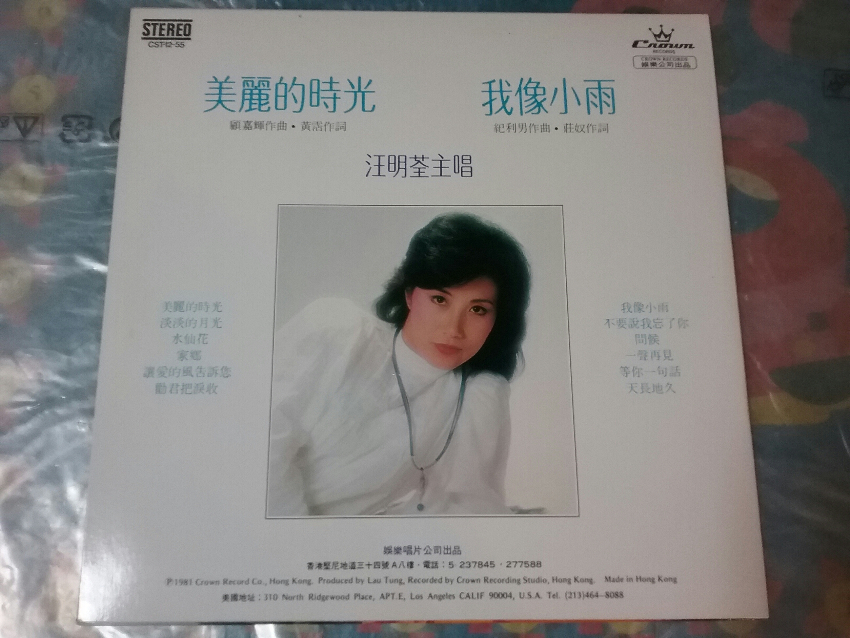 STEREO
CST-12-55
Crown
RECORDS
CROWN RECORDS
娛樂公司出品
美麗的時光
顧嘉輝作曲・黃霑作詞
我像小雨
紀利男作曲・莊奴作詞
汪明荃主唱
美麗的時光
淡淡的月光
水仙花
家鄉
讓愛的風告訴您
勸君把淚收
我像小雨
不要說我忘了你
問候
一聲再見
等你一句話
天長地久
娛樂唱片公司出品
香港堅尼地道三十四號A八樓・電話:5-237845・277588
℗1981 Crown Record Co., Hong Kong. Produced by Lau Tung, Recorded by Crown Recording Studio, Hong Kong. Made in Hong Kong
美國地址:310 North Ridgewood Place, APT.E, Los Angeles CALIF 90004, U.S.A. Tel. (213)464-8088